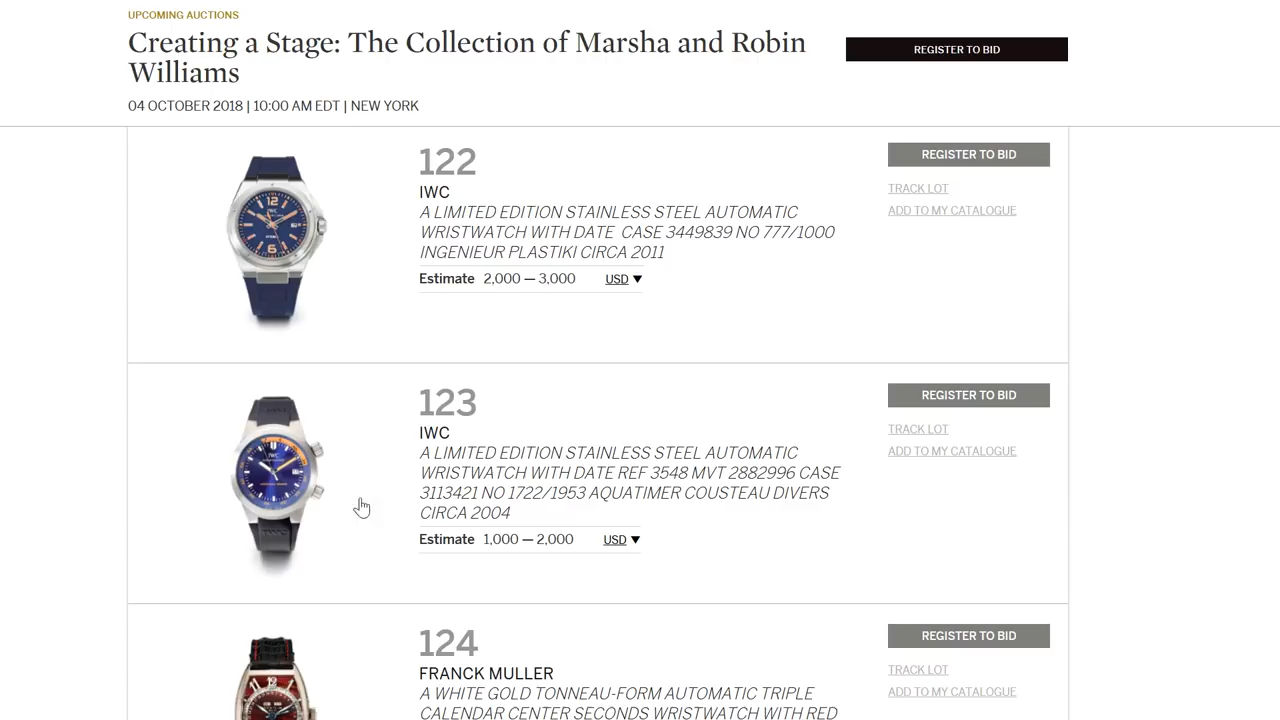 UPCOMING AUCTIONS
Creating a Stage: The Collection of Marsha and Robin
Williams
REGISTER TO BID
04 OCTOBER 2018 | 10:00 AM EDT | NEW YORK
122
IWC
A LIMITED EDITION STAINLESS STEEL AUTOMATIC
WRISTWATCH WITH DATE CASE 3449839 NO 777/1000
INGENIEUR PLASTIKI CIRCA 2011
Estimate 2,000 — 3,000 USD ▼
REGISTER TO BID
TRACK LOT
ADD TO MY CATALOGUE
123
IWC
A LIMITED EDITION STAINLESS STEEL AUTOMATIC
WRISTWATCH WITH DATE REF 3548 MVT 2882996 CASE
3113421 NO 1722/1953 AQUATIMER COUSTEAU DIVERS
CIRCA 2004
Estimate 1,000 — 2,000 USD ▼
REGISTER TO BID
TRACK LOT
ADD TO MY CATALOGUE
124
FRANCK MULLER
A WHITE GOLD TONNEAU-FORM AUTOMATIC TRIPLE
CALENDAR CENTER SECONDS WRISTWATCH WITH RED
REGISTER TO BID
TRACK LOT
ADD TO MY CATALOGUE